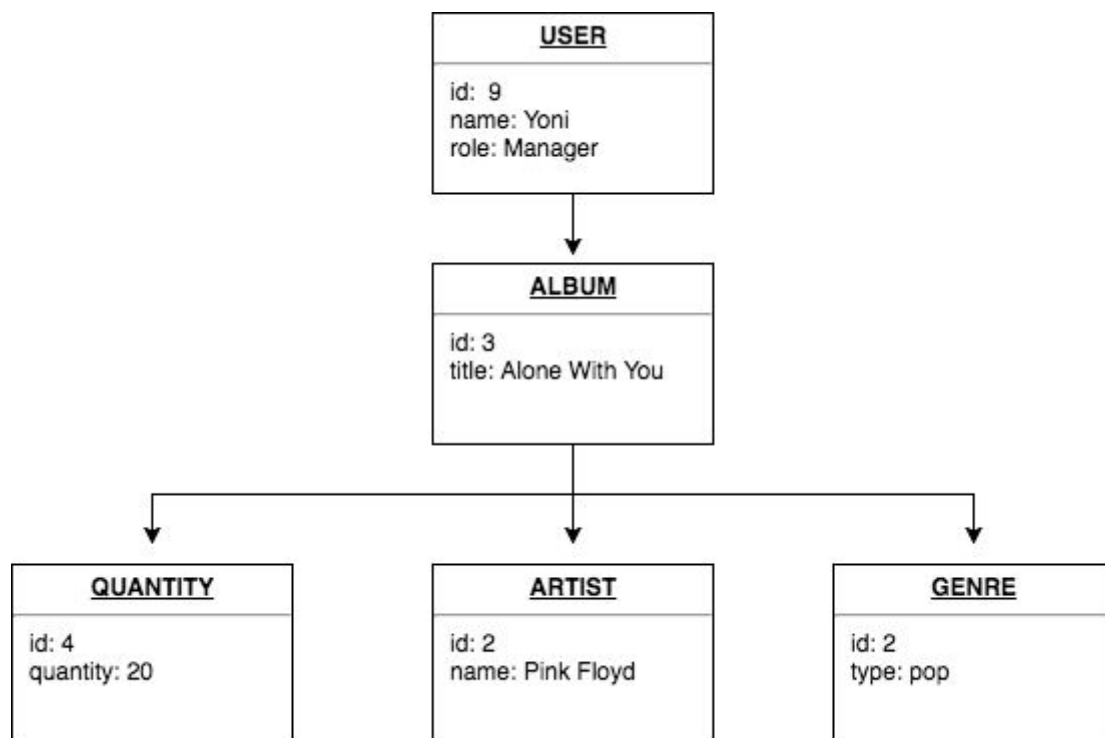 USER
id:  9
name: Yoni
role: Manager
ALBUM
id: 3
title: Alone With You
QUANTITY
id: 4
quantity: 20
ARTIST
id: 2
name: Pink Floyd
GENRE
id: 2
type: pop